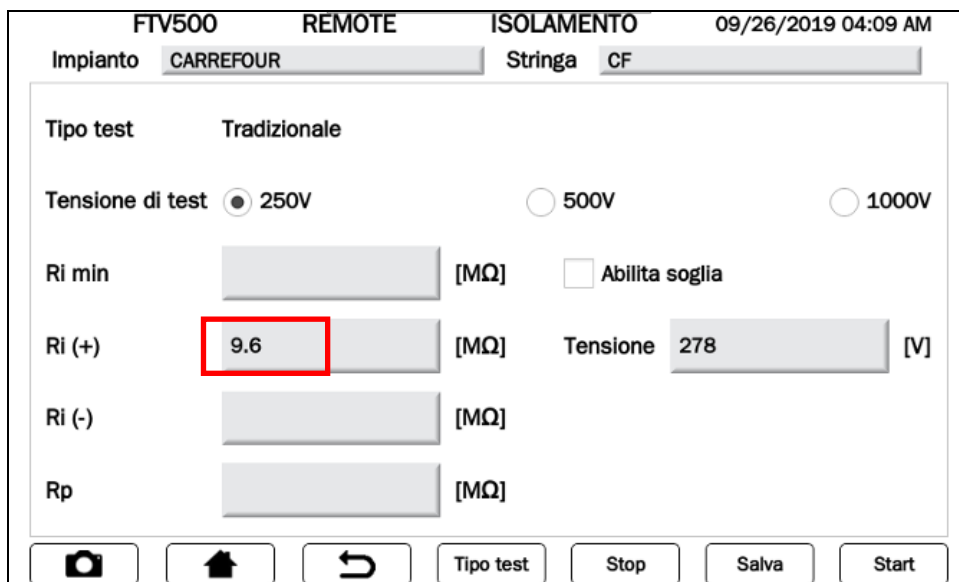 FTV500 REMOTE ISOLAMENTO 09/26/2019 04:09 AM
Impianto CARREFOUR Stringa CF
Tipo test Tradizionale
Tensione di test 250V 500V 1000V
Ri min [MΩ] Abilita soglia
Ri (+) 9.6 [MΩ] Tensione 278 [V]
Ri (-) [MΩ]
Rp [MΩ]
Tipo test Stop Salva Start